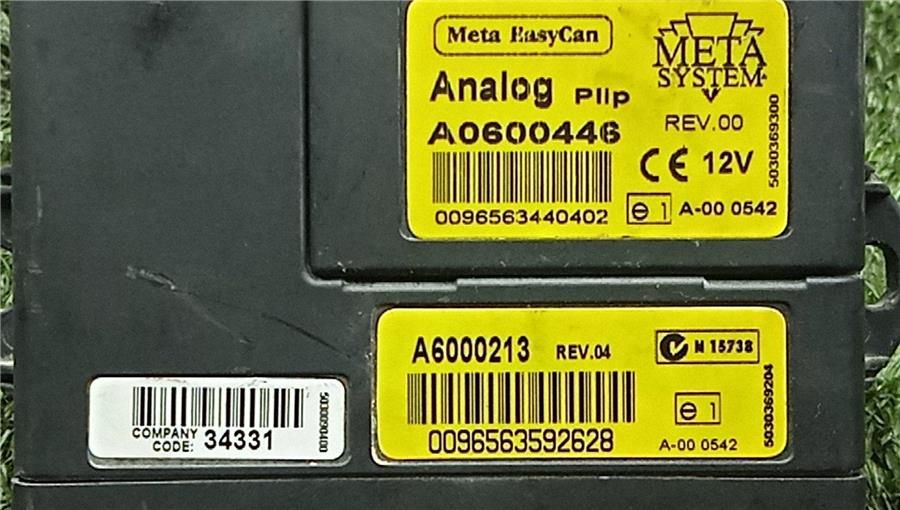 Meta EasyCan
META
SYSTEM
Analog PlIp
A0600446
REV.00
CE 12V
0096563440402
e 1 A-00 0542
5030369300
A6000213 REV.04
N 15738
0096563592628
e 1
A-00 0542
5030369204
COMPANY
CODE: 34331